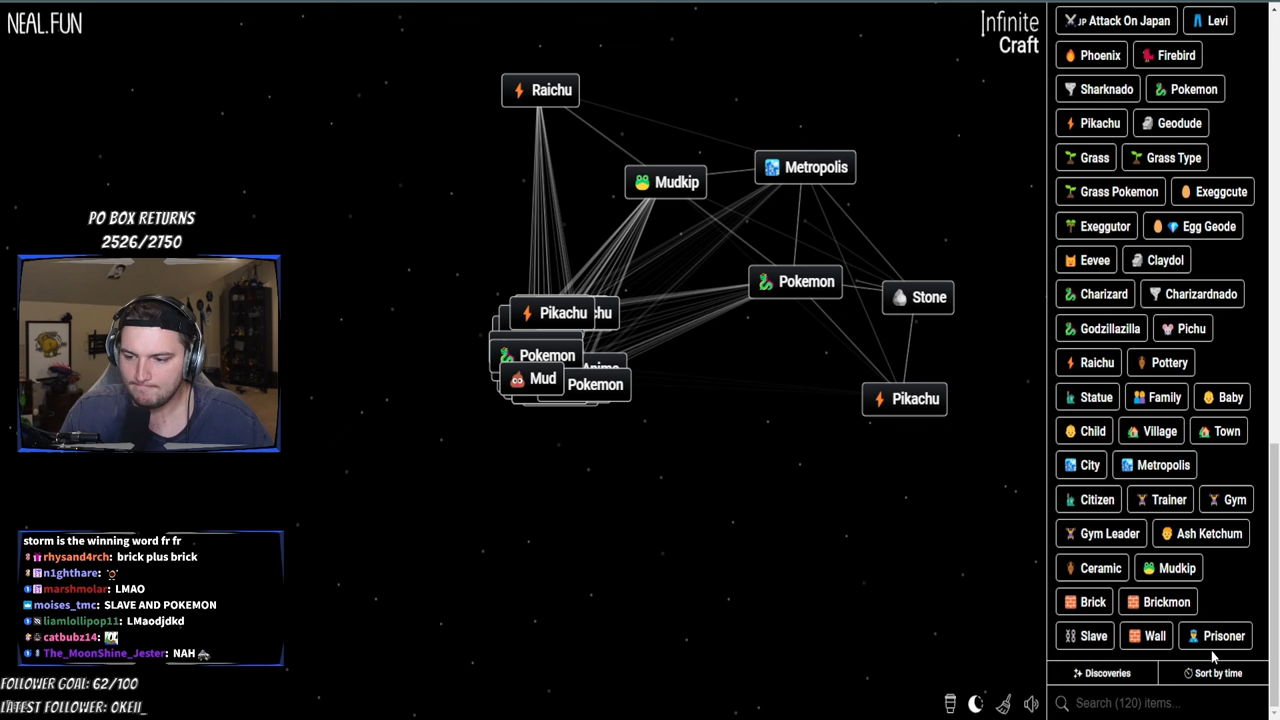 NEAL.FUN
Infinite
Craft
PO BOX RETURNS
2526/2750
storm is the winning word fr fr
rhysand4rch: brick plus brick
n1ghthare:
marshmolar: LMAO
moises_tmc: SLAVE AND POKEMON
liamlollipop11: LMaodjdkd
catbubz14:
The_MoonShine_Jester: NAH
FOLLOWER GOAL: 62/100
LATEST FOLLOWER: OKEII_
Raichu
Mudkip
Metropolis
Pokemon
Stone
Pikachu
chu
Pokemon
Mud
Pokemon
Pikachu
JP Attack On Japan
Levi
Phoenix
Firebird
Sharknado
Pokemon
Pikachu
Geodude
Grass
Grass Type
Grass Pokemon
Exeggcute
Exeggutor
Egg Geode
Eevee
Claydol
Charizard
Charizardnado
Godzillazilla
Pichu
Raichu
Pottery
Statue
Family
Baby
Child
Village
Town
City
Metropolis
Citizen
Trainer
Gym
Gym Leader
Ash Ketchum
Ceramic
Mudkip
Brick
Brickmon
Slave
Wall
Prisoner
Discoveries
Sort by time
Search (120) items...